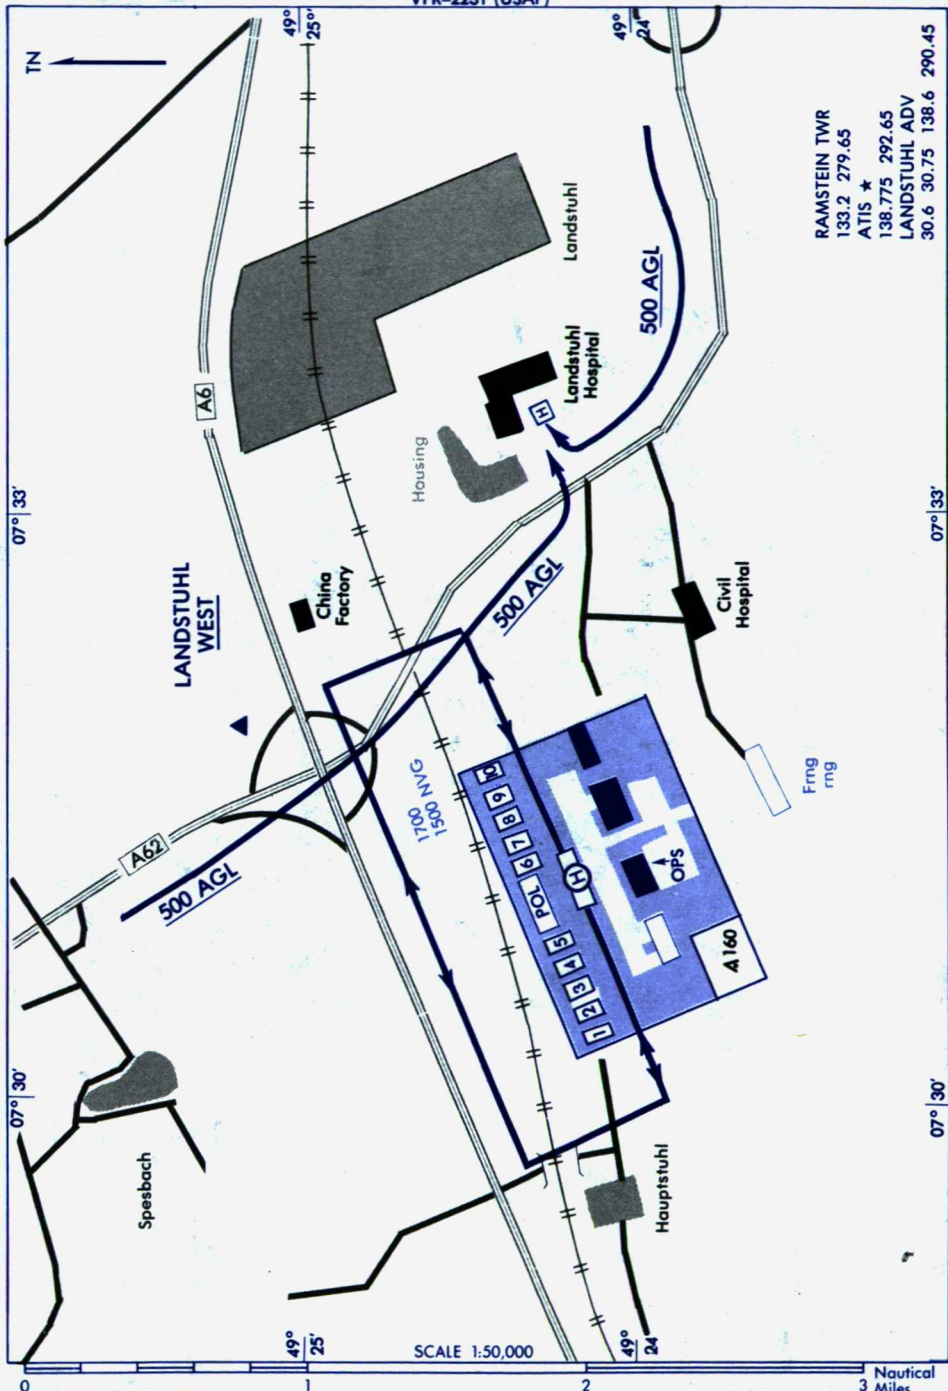 VFR-2231 (USAF)
TN
49°
25'
49°
24
07° 33'
07° 30'
07° 33'
07° 30'
49°
25'
49°
24
A6
A62
LANDSTUHL
WEST
China
Factory
Housing
Landstuhl
Landstuhl
Hospital
H
500 AGL
500 AGL
500 AGL
1700
1500 NVG
1 2 3 4 5 POL 6 7 8 9 10
H
OPS
A 160
Civil
Hospital
Frng
rng
Spesbach
Hauptstuhl
RAMSTEIN TWR
133.2 279.65
ATIS ★
138.775 292.65
LANDSTUHL ADV
30.6 30.75 138.6 290.45
SCALE 1:50,000
0 1 2 3 Nautical
Miles